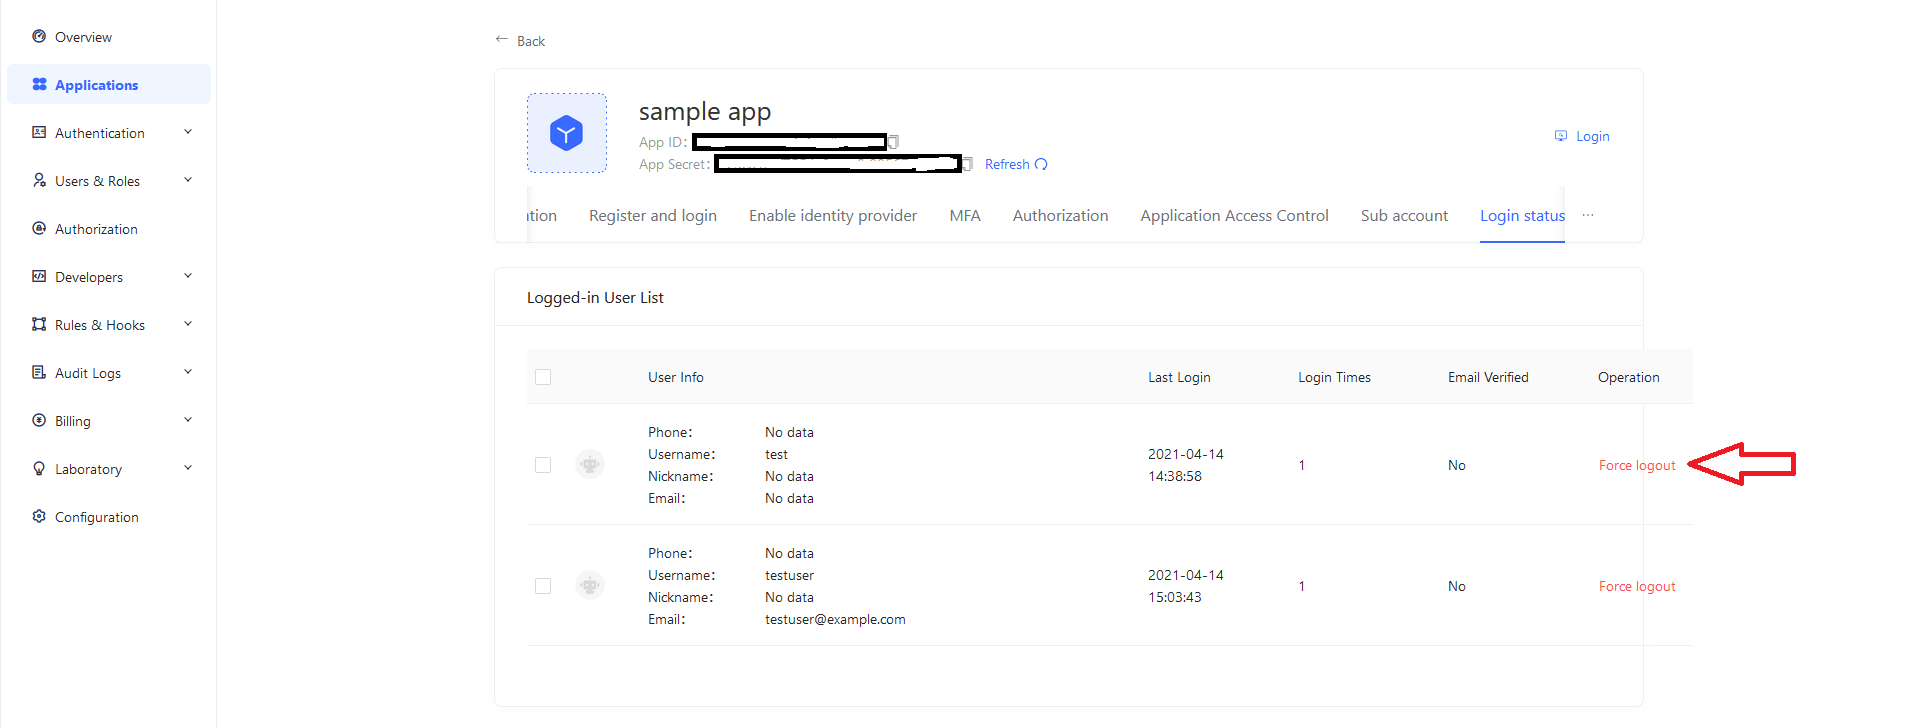 Overview
Applications
Authentication
Users & Roles
Authorization
Developers
Rules & Hooks
Audit Logs
Billing
Laboratory
Configuration
Back
sample app
App ID:
App Secret:
Refresh
Login
Register and login
Enable identity provider
MFA
Authorization
Application Access Control
Sub account
Login status
Logged-in User List
User Info
Last Login
Login Times
Email Verified
Operation
Phone: No data
Username: test
Nickname: No data
Email: No data
2021-04-14
14:38:58
1
No
Force logout
Phone: No data
Username: testuser
Nickname: No data
Email: testuser@example.com
2021-04-14
15:03:43
1
No
Force logout